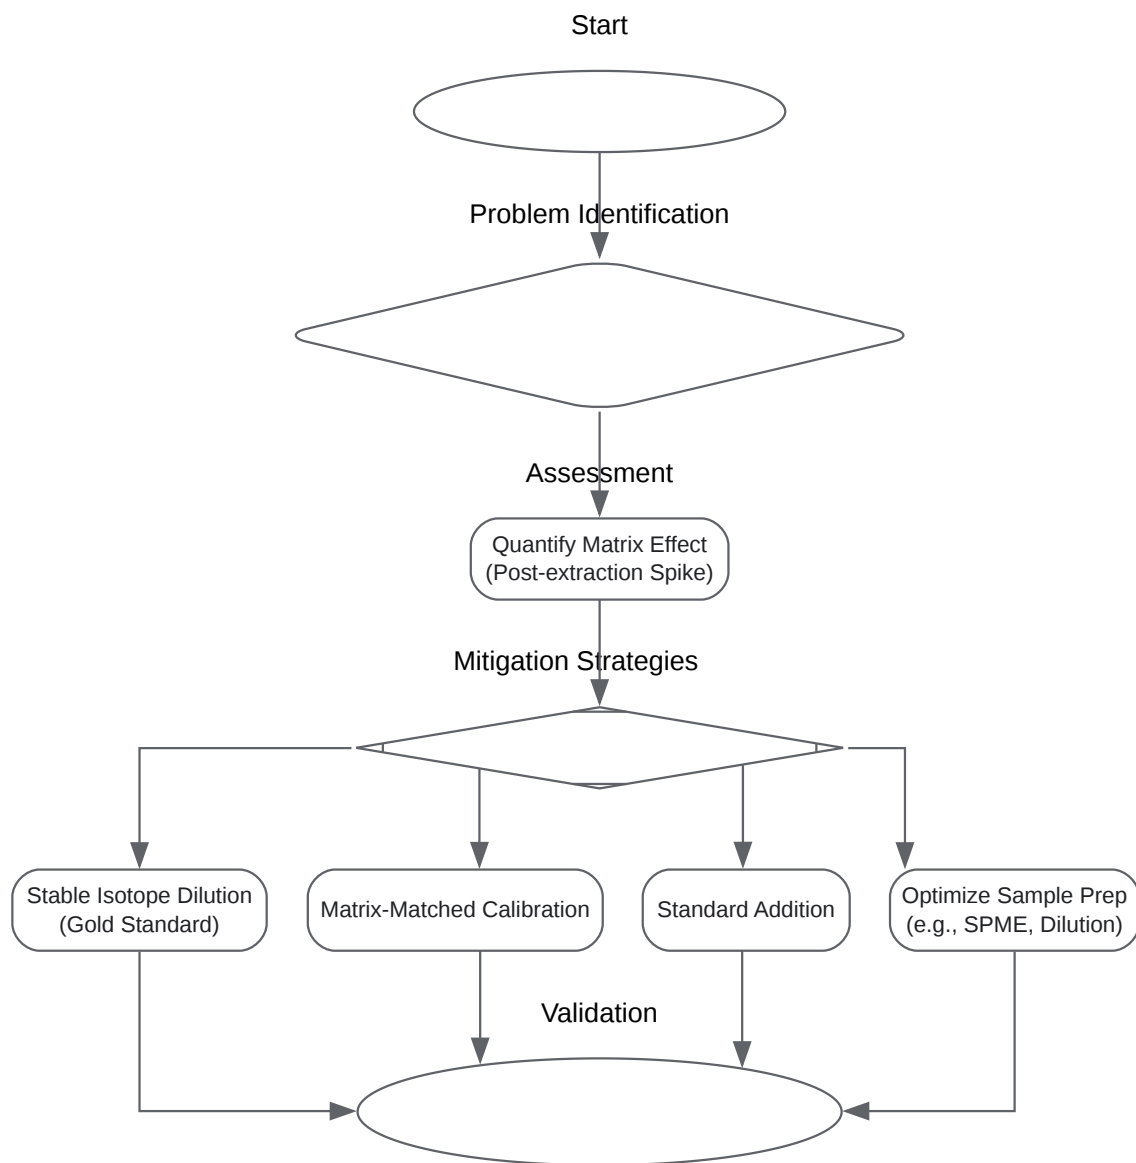 Start
Problem Identification
Assessment
Quantify Matrix Effect
(Post-extraction Spike)
Mitigation Strategies
Stable Isotope Dilution
(Gold Standard)
Matrix-Matched Calibration
Standard Addition
Optimize Sample Prep
(e.g., SPME, Dilution)
Validation